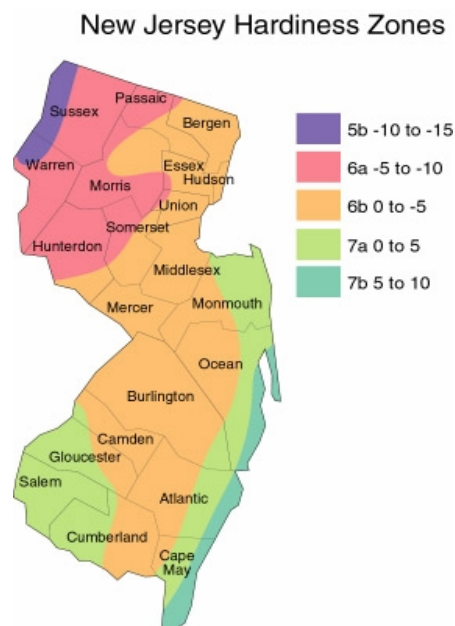 New Jersey Hardiness Zones
Passaic
Sussex
Bergen
5b -10 to -15
Warren
Essex
6a -5 to -10
Hudson
Morris
Union
6b 0 to -5
Somerset
Hunterdon
7a 0 to 5
Middlesex
7b 5 to 10
Mercer
Monmouth
Ocean
Burlington
Camden
Gloucester
Salem
Atlantic
Cumberland
Cape
May